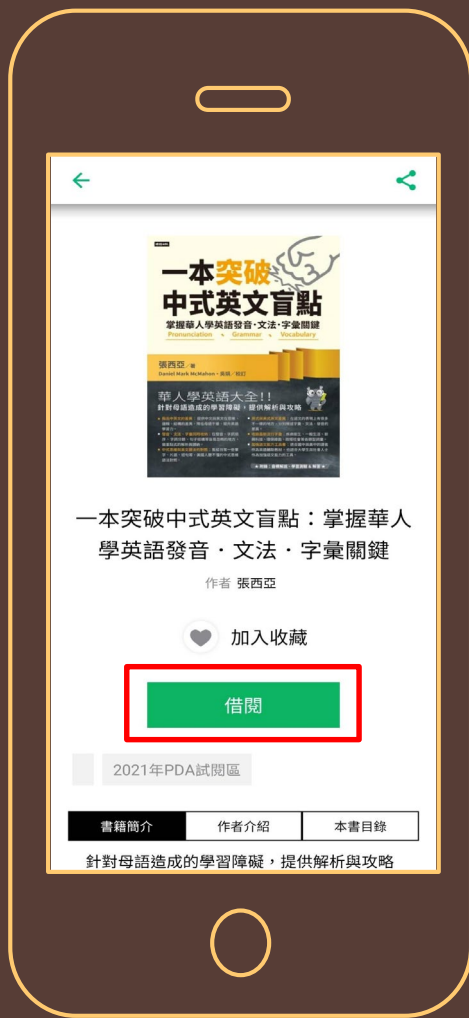 一本突破
中式英文盲點
掌握華人學英語發音‧文法‧字彙關鍵
Pronunciation 、 Grammar 、 Vocabulary
張西亞／著
華人學英語大全!!
針對母語造成的學習障礙，提供解析與攻略
一本突破中式英文盲點：掌握華人
學英語發音．文法．字彙關鍵
作者 張西亞
加入收藏
借閱
2021年PDA試閱區
書籍簡介 作者介紹 本書目錄
針對母語造成的學習障礙，提供解析與攻略